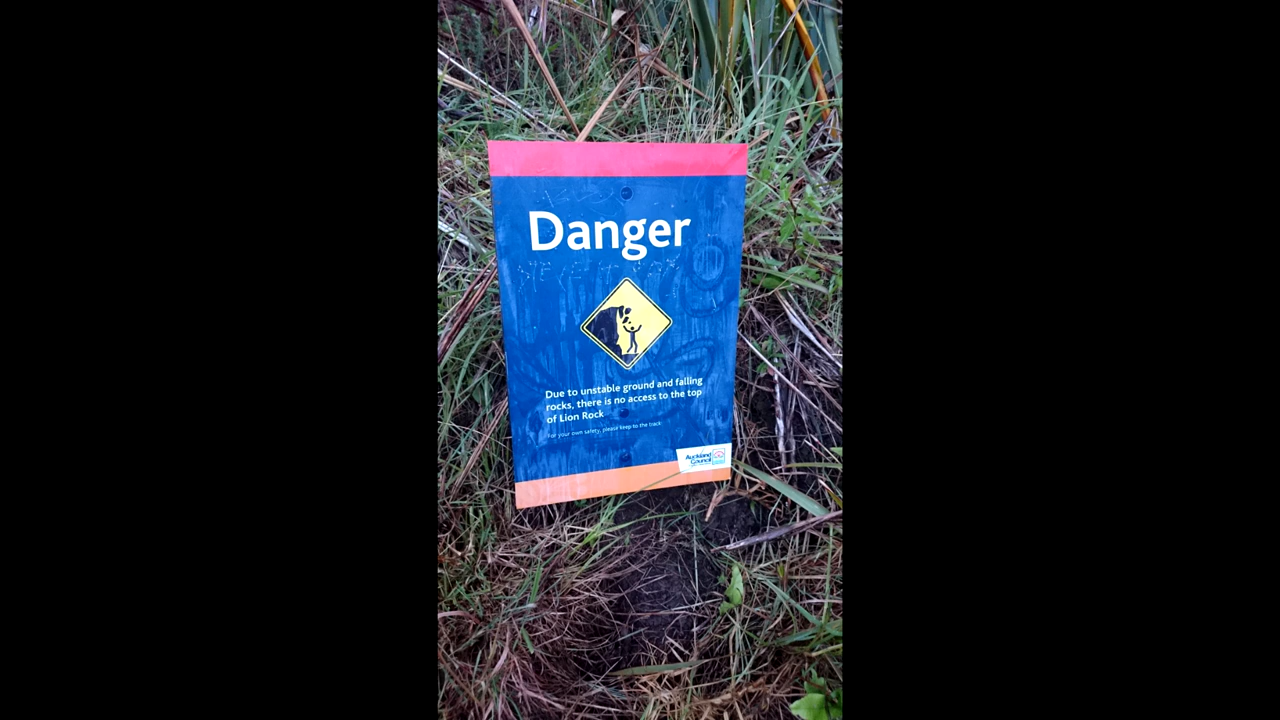 Danger
Due to unstable ground and falling
rocks, there is no access to the top
of Lion Rock
For your own safety, please keep to the track
Auckland
Council